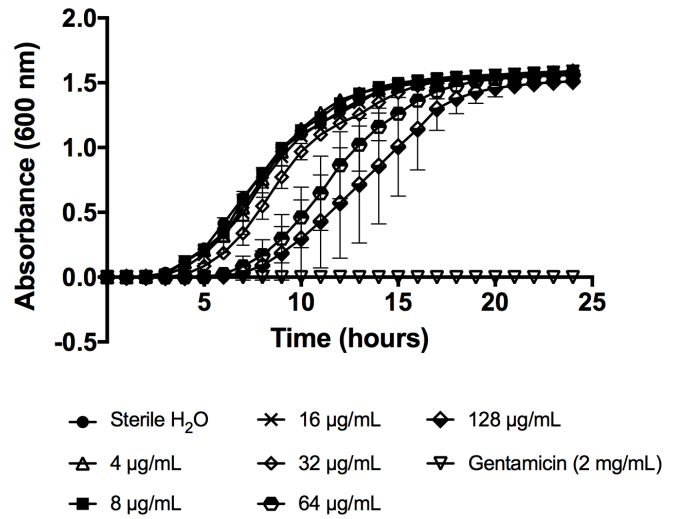 2.0
1.5
1.0
0.5
0.0
-0.5
Absorbance (600 nm)
5 10 15 20 25
Time (hours)
Sterile H₂O
16 µg/mL
128 µg/mL
4 µg/mL
32 µg/mL
Gentamicin (2 mg/mL)
8 µg/mL
64 µg/mL